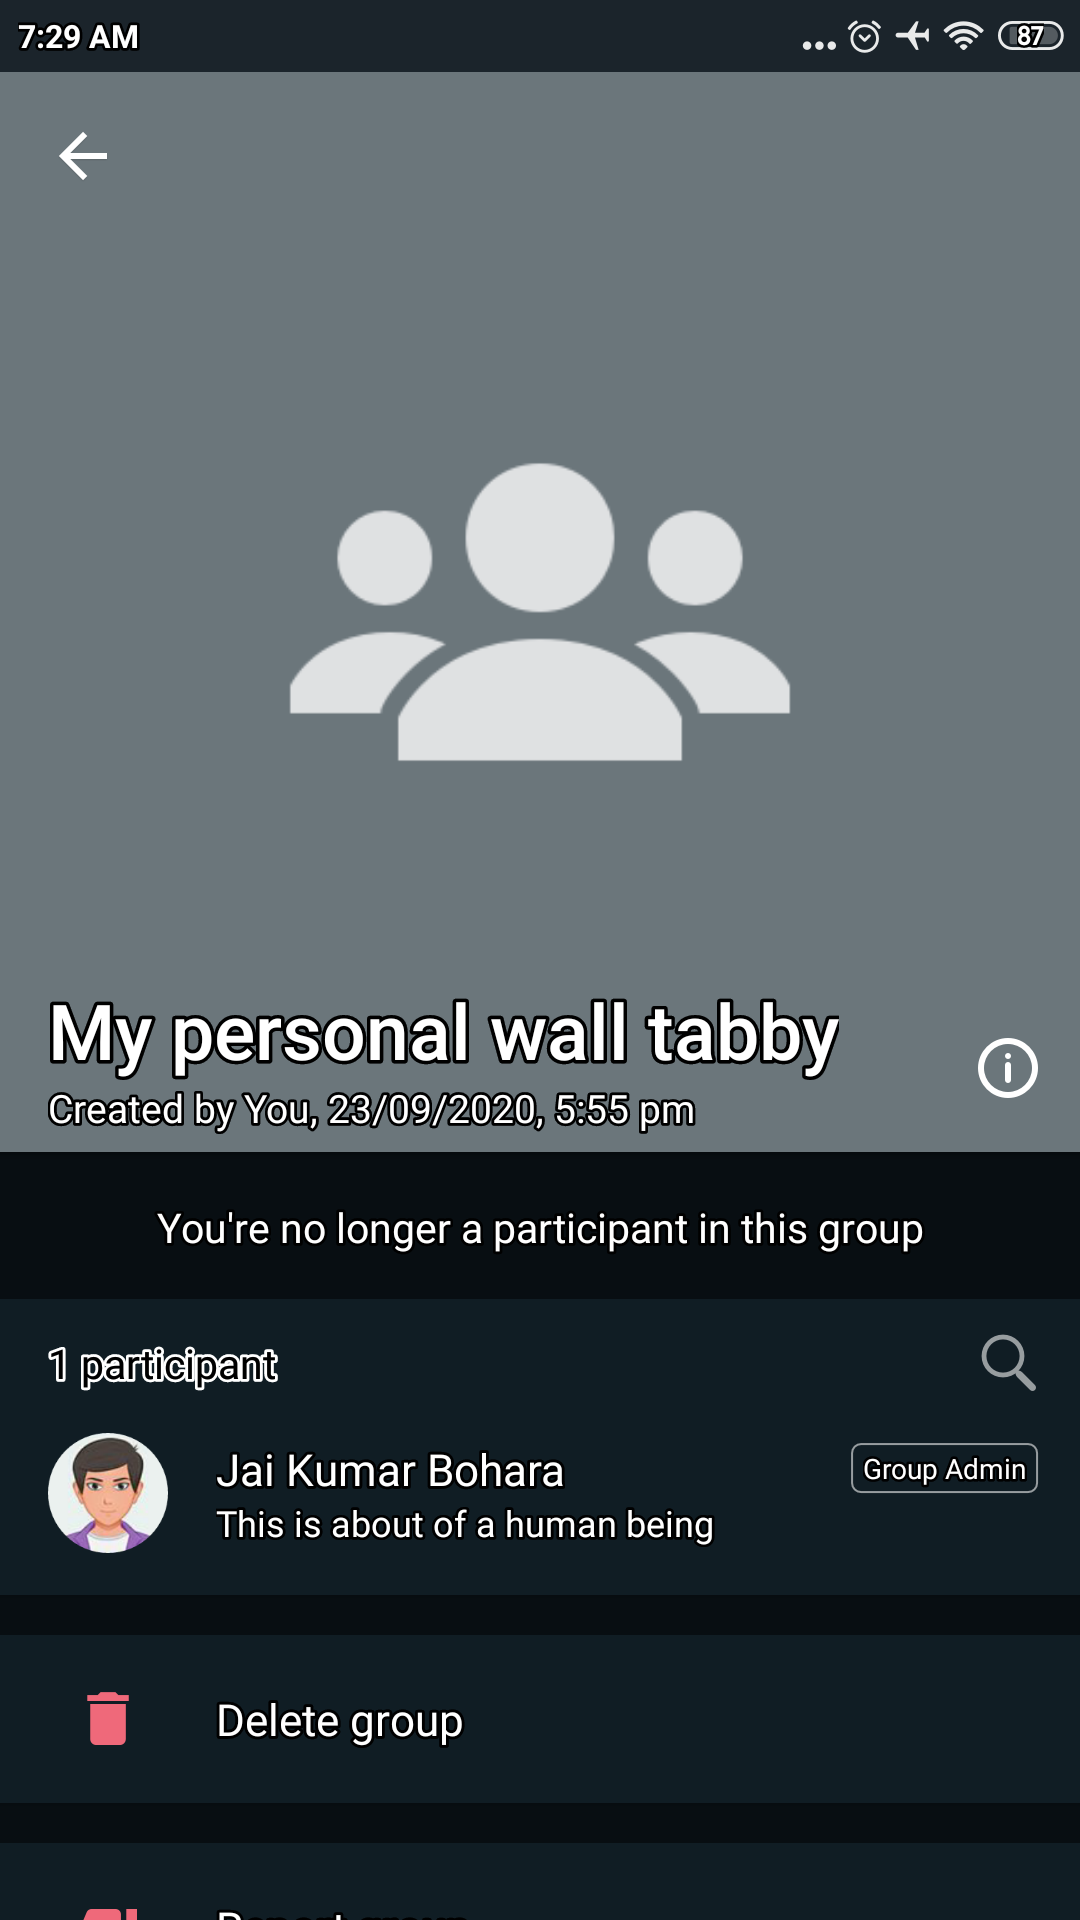 7:29 AM
87
My personal wall tabby
Created by You, 23/09/2020, 5:55 pm
You're no longer a participant in this group
1 participant
Jai Kumar Bohara
Group Admin
This is about of a human being
Delete group
Report group